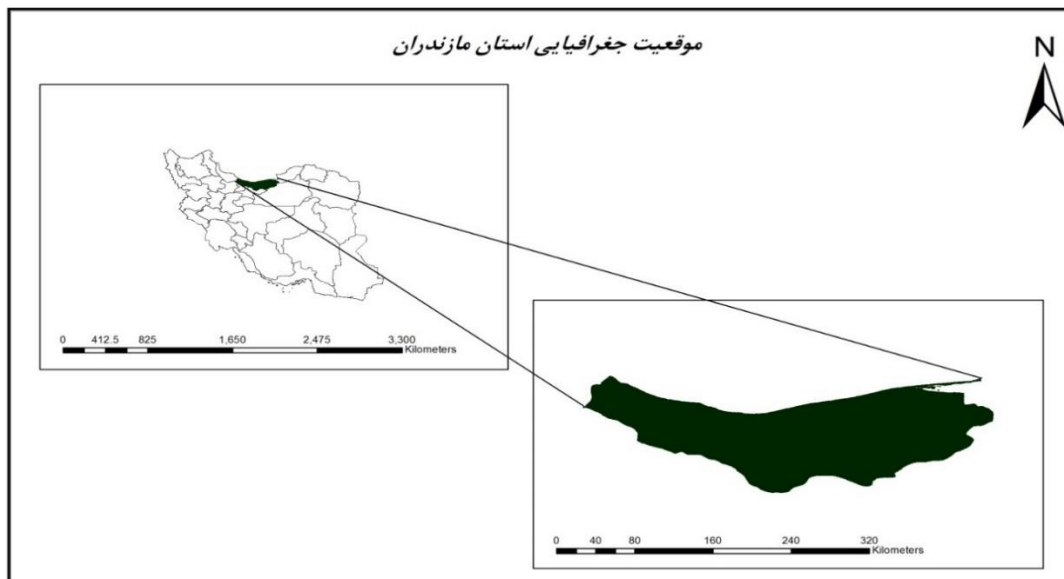 موقعیت جغرافیایی استان مازندران
N
0 412.5 825 1,650 2,475 3,300
Kilometers
0 40 80 160 240 320
Kilometers